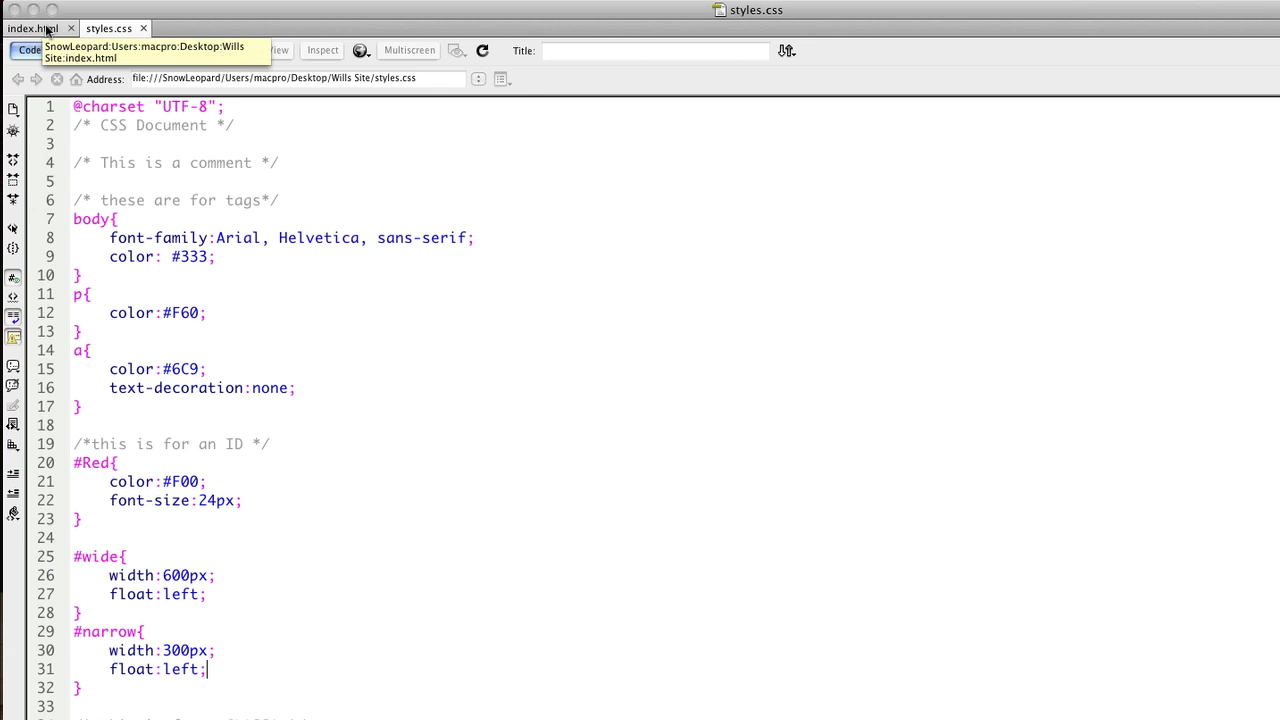 styles.css
index.html styles.css
SnowLeopard:Users:macpro:Desktop:Wills
Site:index.html
Code View Inspect Multiscreen Title:
Address: file:///SnowLeopard/Users/macpro/Desktop/Wills Site/styles.css
1 @charset "UTF-8";
2 /* CSS Document */
3
4 /* This is a comment */
5
6 /* these are for tags*/
7 body{
8 font-family:Arial, Helvetica, sans-serif;
9 color: #333;
10 }
11 p{
12 color:#F60;
13 }
14 a{
15 color:#6C9;
16 text-decoration:none;
17 }
18
19 /*this is for an ID */
20 #Red{
21 color:#F00;
22 font-size:24px;
23 }
24
25 #wide{
26 width:600px;
27 float:left;
28 }
29 #narrow{
30 width:300px;
31 float:left;
32 }
33